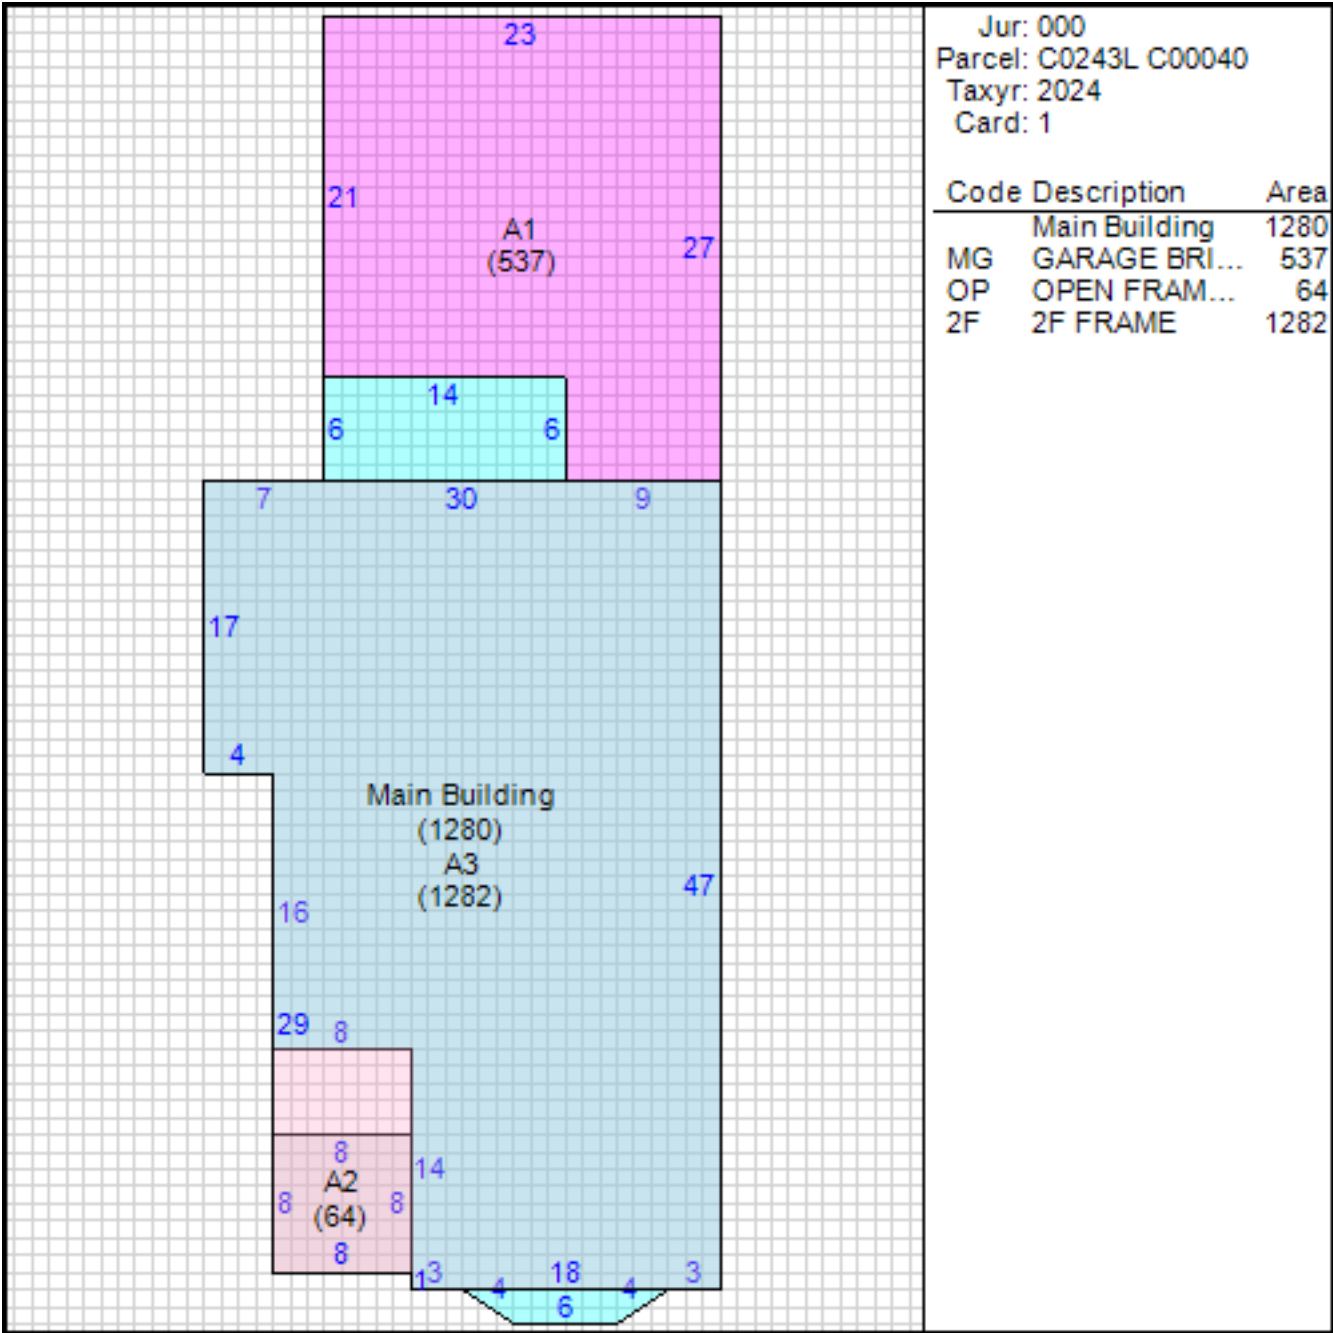 23
21
A1
(537)
27
14
6
6
7
30
9
17
4
Main Building
(1280)
A3
(1282)
47
16
29
8
8
14
A2
8
8
(64)
8
1
3
18
3
4
4
6
Jur: 000
Parcel: C0243L C00040
Taxyr: 2024
Card: 1
Code Description Area
Main Building 1280
MG GARAGE BRI... 537
OP OPEN FRAM... 64
2F 2F FRAME 1282